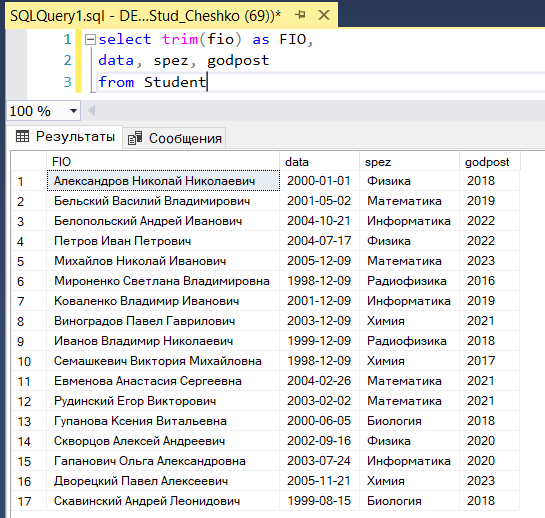 SQLQuery1.sql - DE...Stud_Cheshko (69))*
1 select trim(fio) as FIO,
2 data, spez, godpost
3 from Student
100 %
Результаты Сообщения
FIO data spez godpost
1 Александров Николай Николаевич 2000-01-01 Физика 2018
2 Бельский Василий Владимирович 2001-05-02 Математика 2019
3 Белопольский Андрей Иванович 2004-10-21 Информатика 2022
4 Петров Иван Петрович 2004-07-17 Физика 2022
5 Михайлов Николай Иванович 2005-12-09 Математика 2023
6 Мироненко Светлана Владимировна 1998-12-09 Радиофизика 2016
7 Коваленко Владимир Иванович 2001-12-09 Информатика 2019
8 Виноградов Павел Гаврилович 2003-12-09 Химия 2021
9 Иванов Владимир Николаевич 1999-12-09 Радиофизика 2018
10 Семашкевич Виктория Михайловна 1998-12-09 Химия 2017
11 Евменова Анастасия Сергеевна 2004-02-26 Математика 2021
12 Рудинский Егор Викторович 2003-02-02 Математика 2021
13 Гупанова Ксения Витальевна 2000-06-05 Биология 2018
14 Скворцов Алексей Андреевич 2002-09-16 Физика 2020
15 Гапанович Ольга Александровна 2003-07-24 Информатика 2020
16 Дворецкий Павел Алексеевич 2005-11-21 Химия 2023
17 Скавинский Андрей Леонидович 1999-08-15 Биология 2018